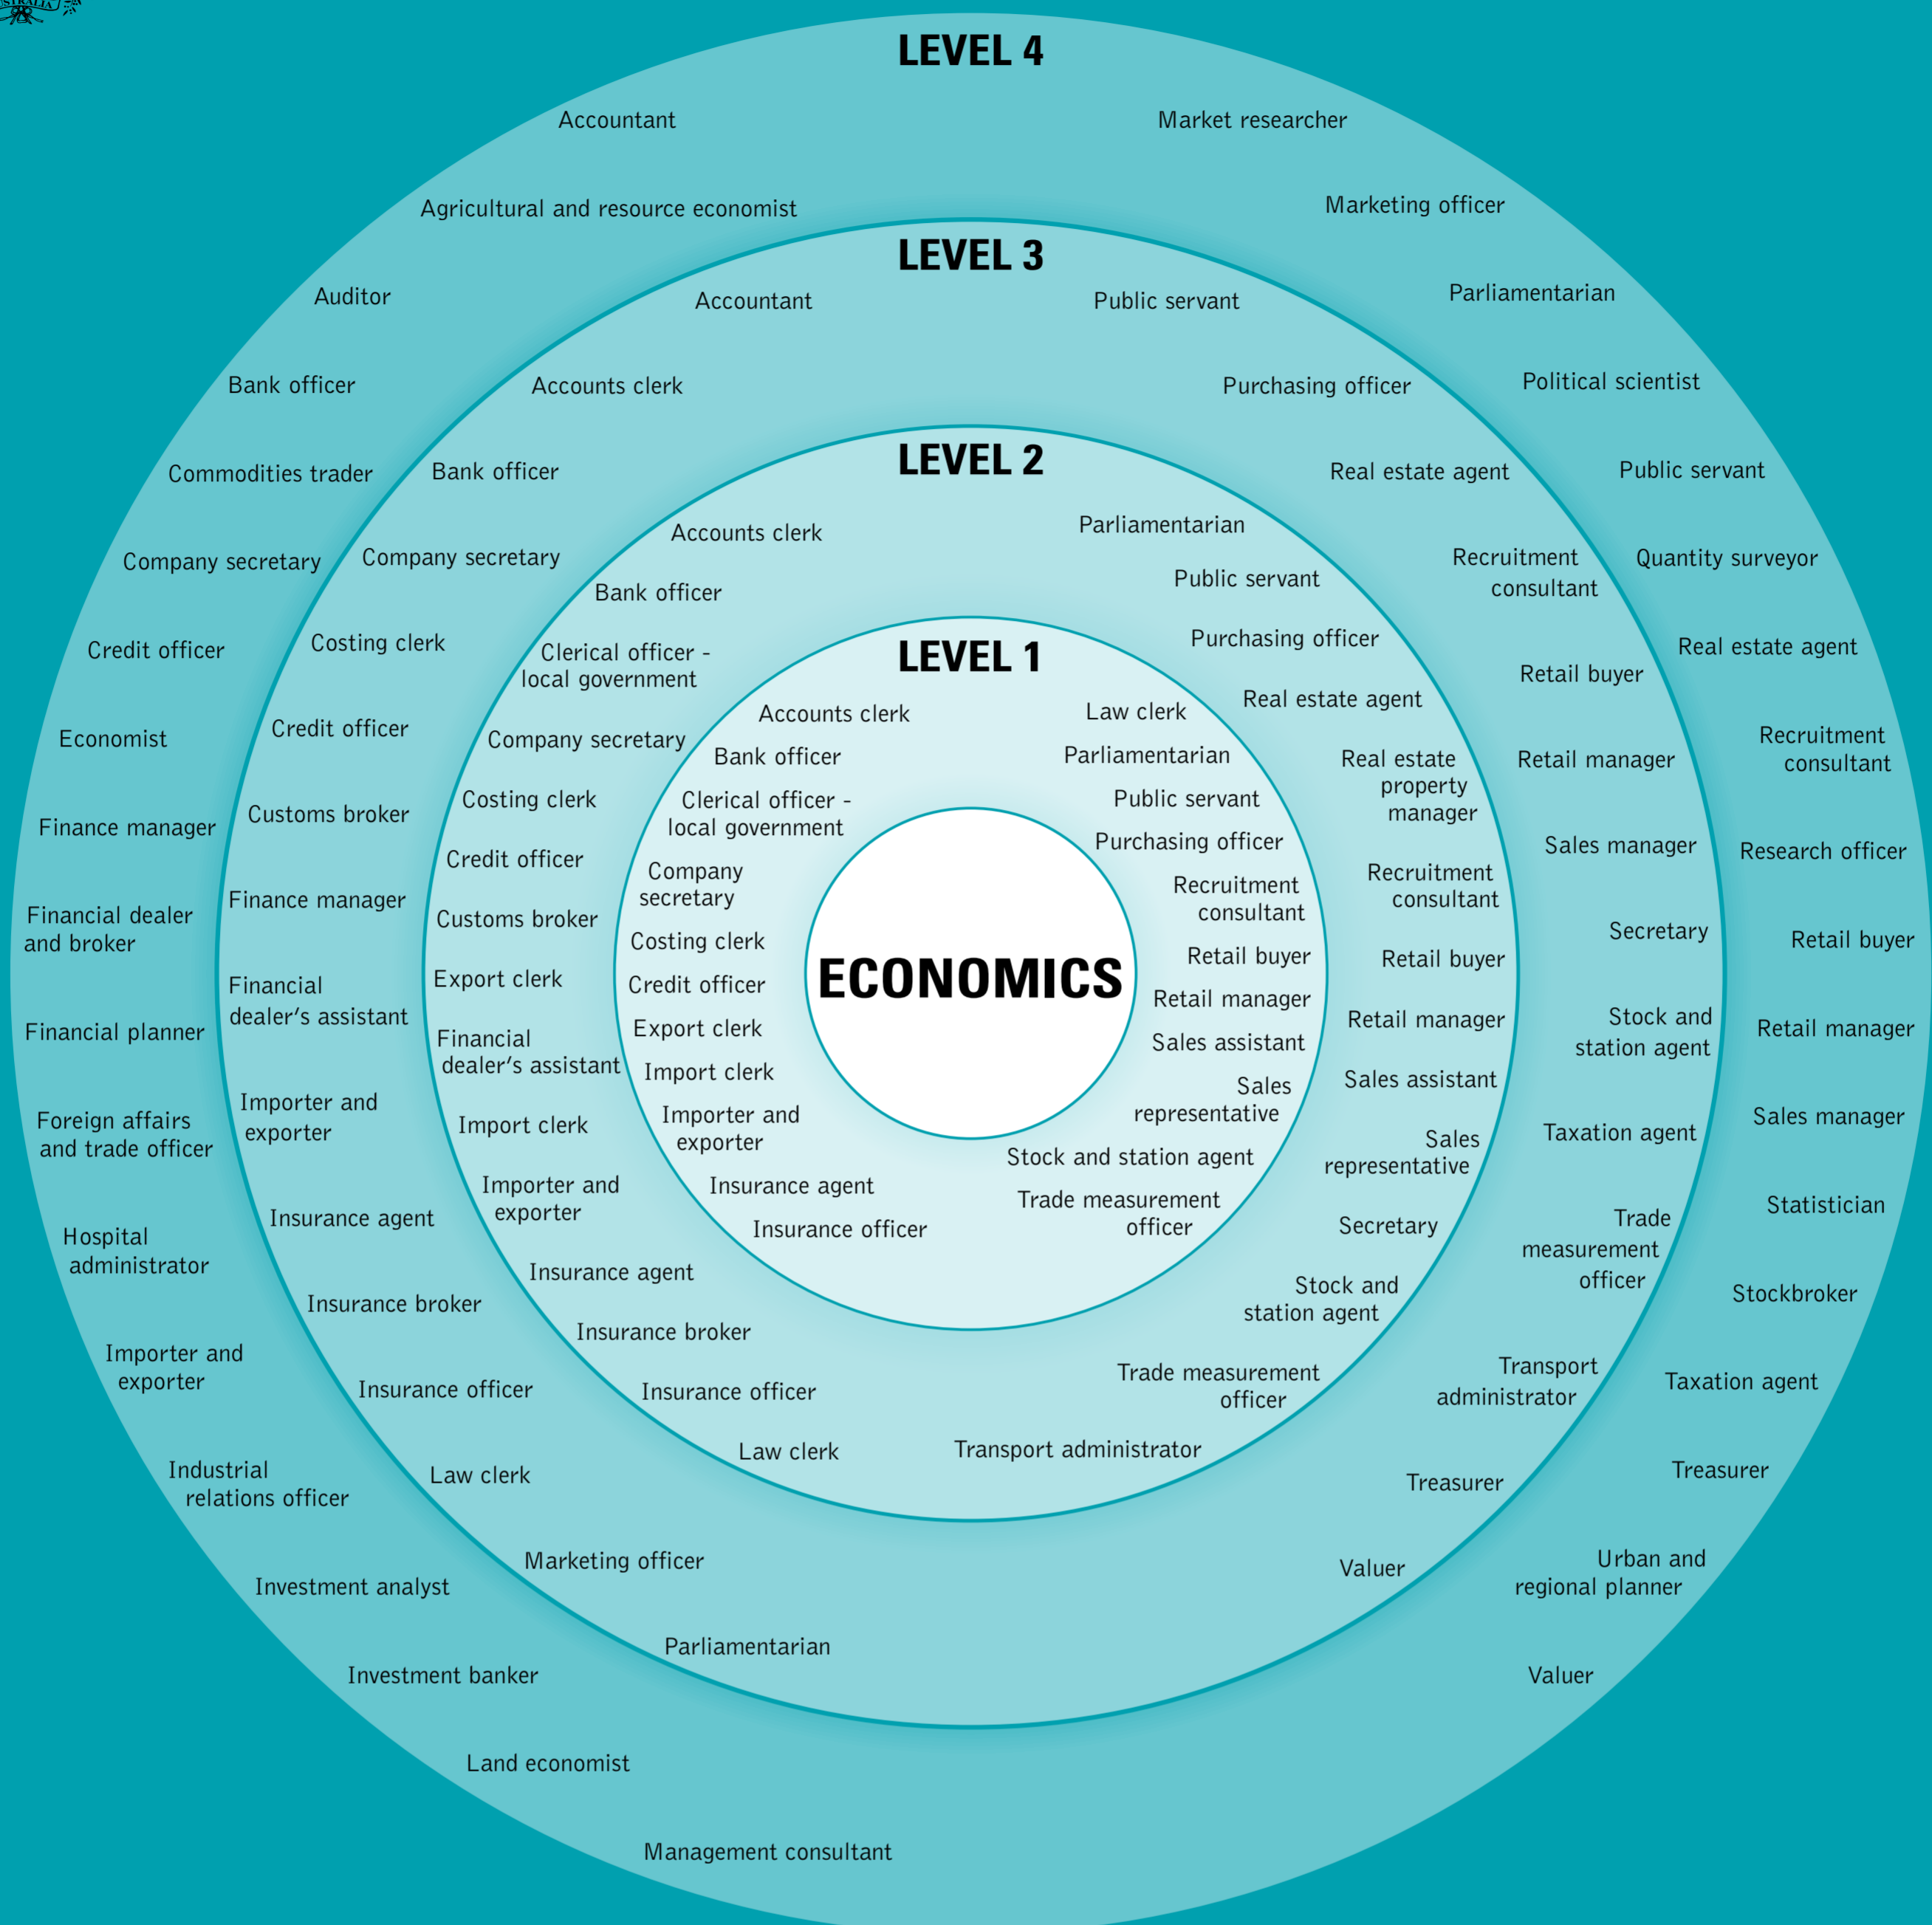 STRALIA
LEVEL 4
Accountant
Agricultural and resource economist
Auditor
Bank officer
Commodities trader
Company secretary
Credit officer
Economist
Finance manager
Financial dealer
and broker
Financial planner
Foreign affairs
and trade officer
Hospital
administrator
Importer and
exporter
Industrial
relations officer
Investment analyst
Investment banker
Land economist
Management consultant
Market researcher
Marketing officer
Parliamentarian
Political scientist
Public servant
Quantity surveyor
Real estate agent
Recruitment
consultant
Research officer
Retail buyer
Retail manager
Sales manager
Statistician
Stockbroker
Taxation agent
Treasurer
Urban and
regional planner
Valuer
LEVEL 3
Accountant
Accounts clerk
Bank officer
Company secretary
Costing clerk
Credit officer
Customs broker
Finance manager
Financial
dealer’s assistant
Importer and
exporter
Insurance agent
Insurance broker
Insurance officer
Law clerk
Marketing officer
Parliamentarian
Public servant
Purchasing officer
Real estate agent
Recruitment
consultant
Retail buyer
Retail manager
Sales manager
Secretary
Stock and
station agent
Taxation agent
Trade
measurement
officer
Transport
administrator
Treasurer
Valuer
LEVEL 2
Accounts clerk
Bank officer
Clerical officer -
local government
Company secretary
Costing clerk
Credit officer
Customs broker
Export clerk
Financial
dealer’s assistant
Import clerk
Importer and
exporter
Insurance agent
Insurance broker
Insurance officer
Law clerk
Parliamentarian
Public servant
Purchasing officer
Real estate agent
Real estate
property
manager
Recruitment
consultant
Retail buyer
Retail manager
Sales assistant
Sales
representative
Secretary
Stock and
station agent
Trade measurement
officer
Transport administrator
LEVEL 1
Accounts clerk
Bank officer
Clerical officer -
local government
Company
secretary
Costing clerk
Credit officer
Export clerk
Import clerk
Importer and
exporter
Insurance agent
Insurance officer
Law clerk
Parliamentarian
Public servant
Purchasing officer
Recruitment
consultant
Retail buyer
Retail manager
Sales assistant
Sales
representative
Stock and station agent
Trade measurement
officer
ECONOMICS